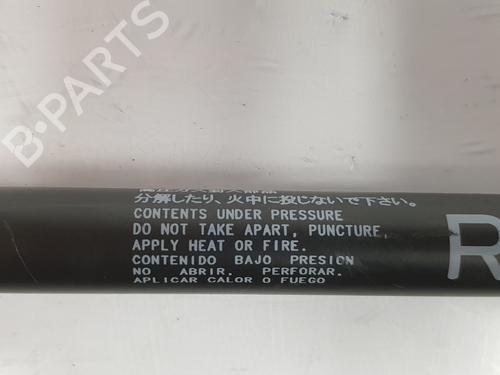 B-PARTS
分解したり、火中に投じないで下さい。
CONTENTS UNDER PRESSURE
DO NOT TAKE APART, PUNCTURE,
APPLY HEAT OR FIRE.
CONTENIDO BAJO PRESION
NO ABRIR. PERFORAR.
APLICAR CALOR O FUEGO
R